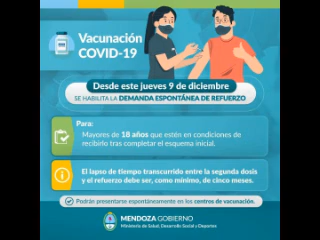 Vacunación
COVID-19
Desde este jueves 9 de diciembre
SE HABILITA LA DEMANDA ESPONTÁNEA DE REFUERZO
Para:
Mayores de 18 años que estén en condiciones de
recibirlo tras completar el esquema inicial.
El lapso de tiempo transcurrido entre la segunda dosis
y el refuerzo debe ser, como mínimo, de cinco meses.
Podrán presentarse espontáneamente en los centros de vacunación.
MENDOZA GOBIERNO
Ministerio de Salud, Desarrollo Social y Deportes